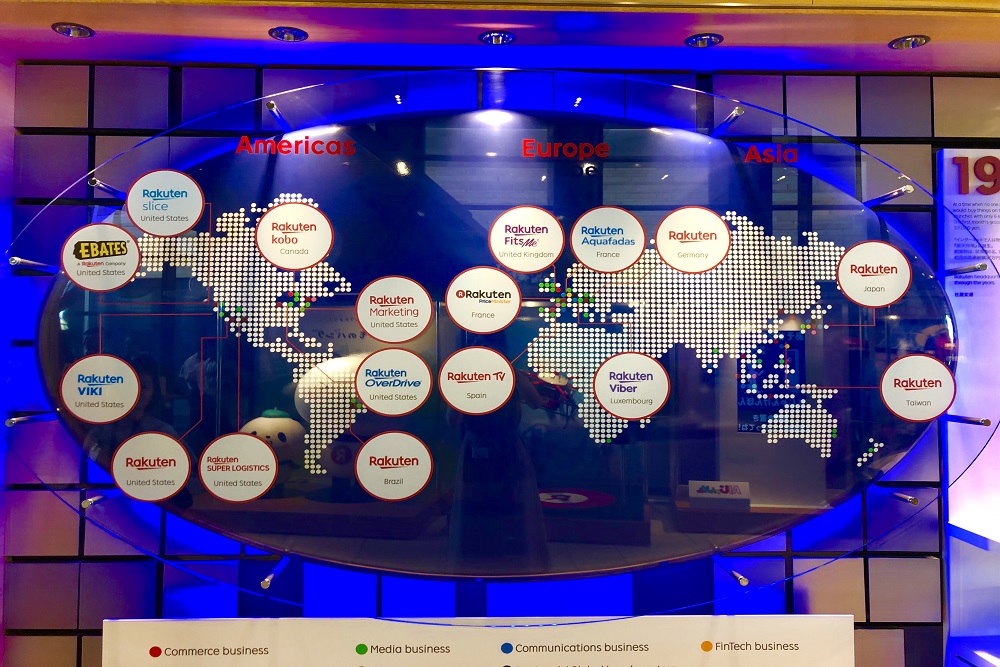 Americas
Europe
Asia
Rakuten
slice
United States
EBATES
A Rakuten Company
United States
Rakuten
kobo
Canada
Rakuten
Marketing
United States
Rakuten
VIKI
United States
Rakuten
OverDrive
United States
Rakuten
United States
Rakuten
SUPER LOGISTICS
United States
Rakuten
Brazil
Rakuten
Fits Me
United Kingdom
Rakuten
Aquafadas
France
Rakuten
Germany
R Rakuten
PriceMinister
France
Rakuten TV
Spain
Rakuten
Viber
Luxembourg
Rakuten
Japan
Rakuten
Taiwan
19
Commerce business
Media business
Communications business
FinTech business